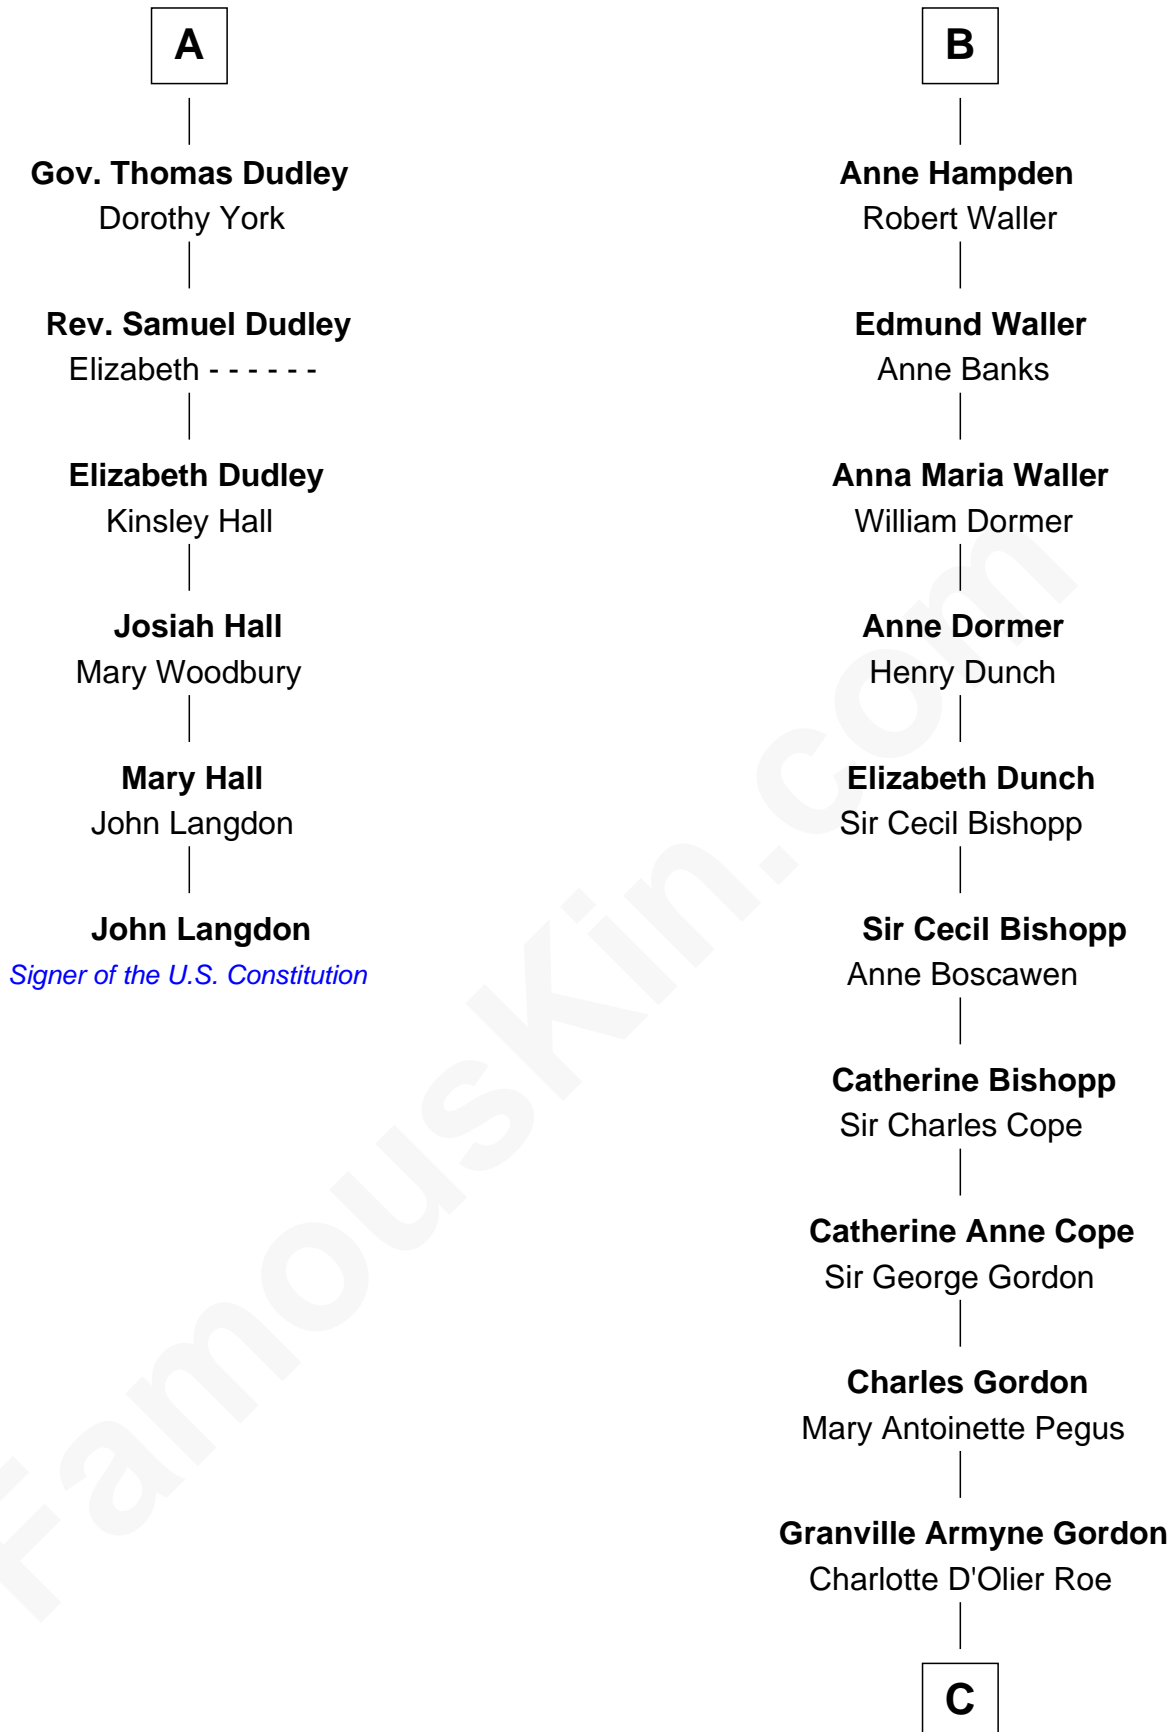 A
Gov. Thomas Dudley
Dorothy York
Rev. Samuel Dudley
Elizabeth - - - - - -
Elizabeth Dudley
Kinsley Hall
Josiah Hall
Mary Woodbury
Mary Hall
John Langdon
John Langdon
Signer of the U.S. Constitution
B
Anne Hampden
Robert Waller
Edmund Waller
Anne Banks
Anna Maria Waller
William Dormer
Anne Dormer
Henry Dunch
Elizabeth Dunch
Sir Cecil Bishopp
Sir Cecil Bishopp
Anne Boscawen
Catherine Bishopp
Sir Charles Cope
Catherine Anne Cope
Sir George Gordon
Charles Gordon
Mary Antoinette Pegus
Granville Armyne Gordon
Charlotte D'Olier Roe
C
FamousKin.com